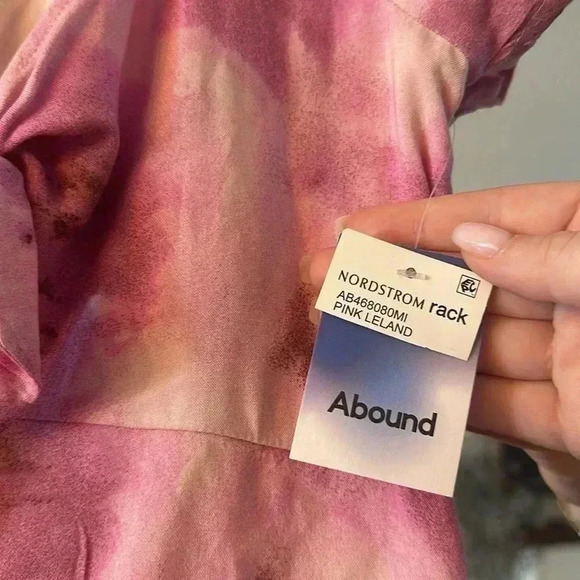 NORDSTROM rack
AB468080MI
PINK LELAND
Abound